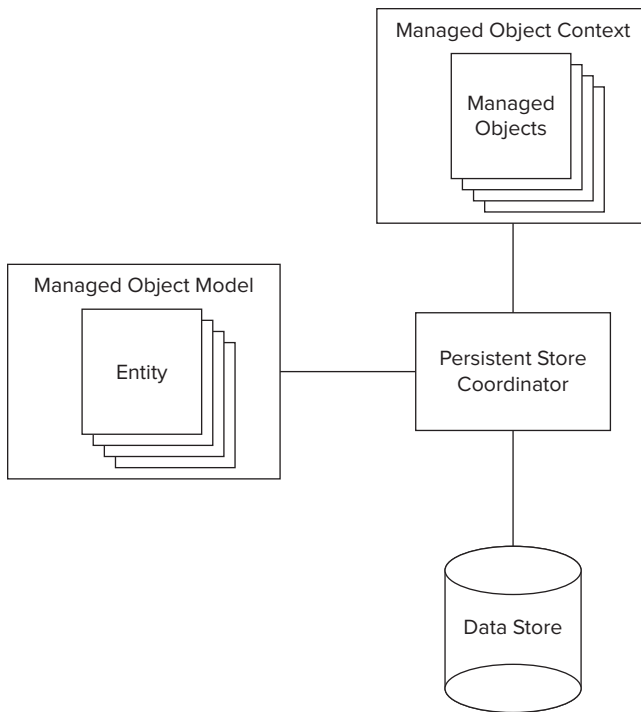 Managed Object Context
Managed
Objects
Managed Object Model
Entity
Persistent Store
Coordinator
Data Store